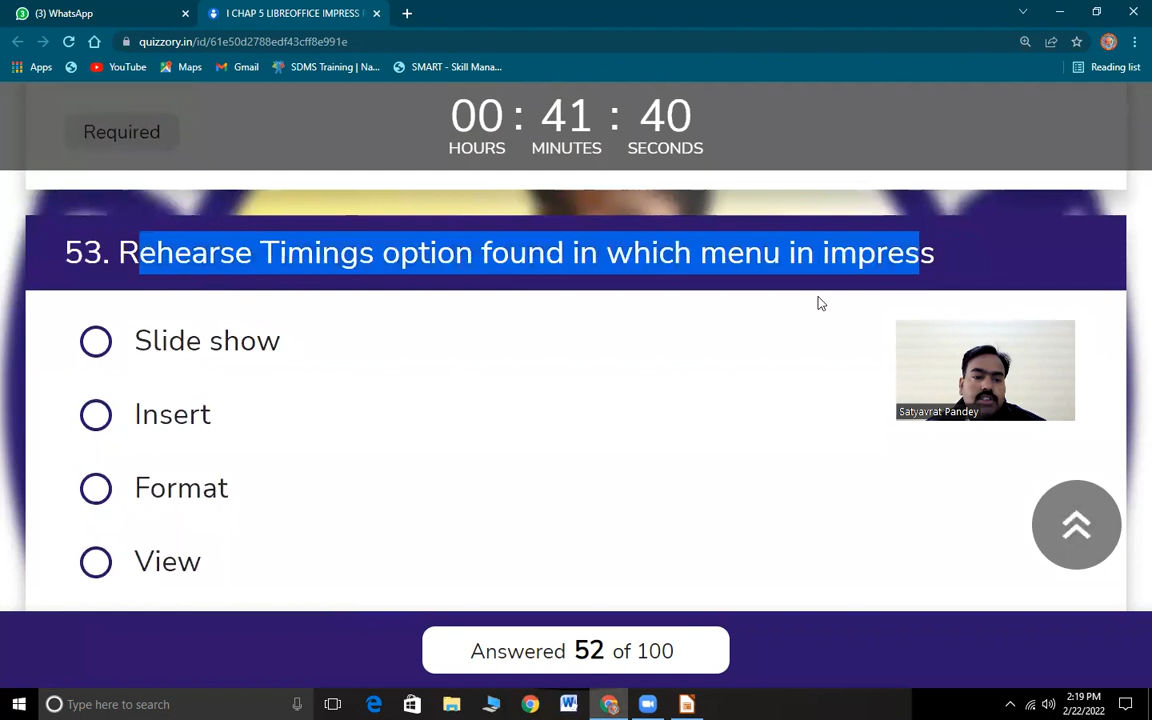 (3) WhatsApp
I CHAP 5 LIBREOFFICE IMPRESS
quizzory.in/id/61e50d2788edf43cff8e991e
Apps
YouTube
Maps
Gmail
SDMS Training | Na...
SMART - Skill Mana...
Reading list
Required
00 : 41 : 40
HOURS MINUTES SECONDS
53. Rehearse Timings option found in which menu in impress
Slide show
Insert
Format
View
Satyavrat Pandey
Answered 52 of 100
Type here to search
2:19 PM
2/22/2022